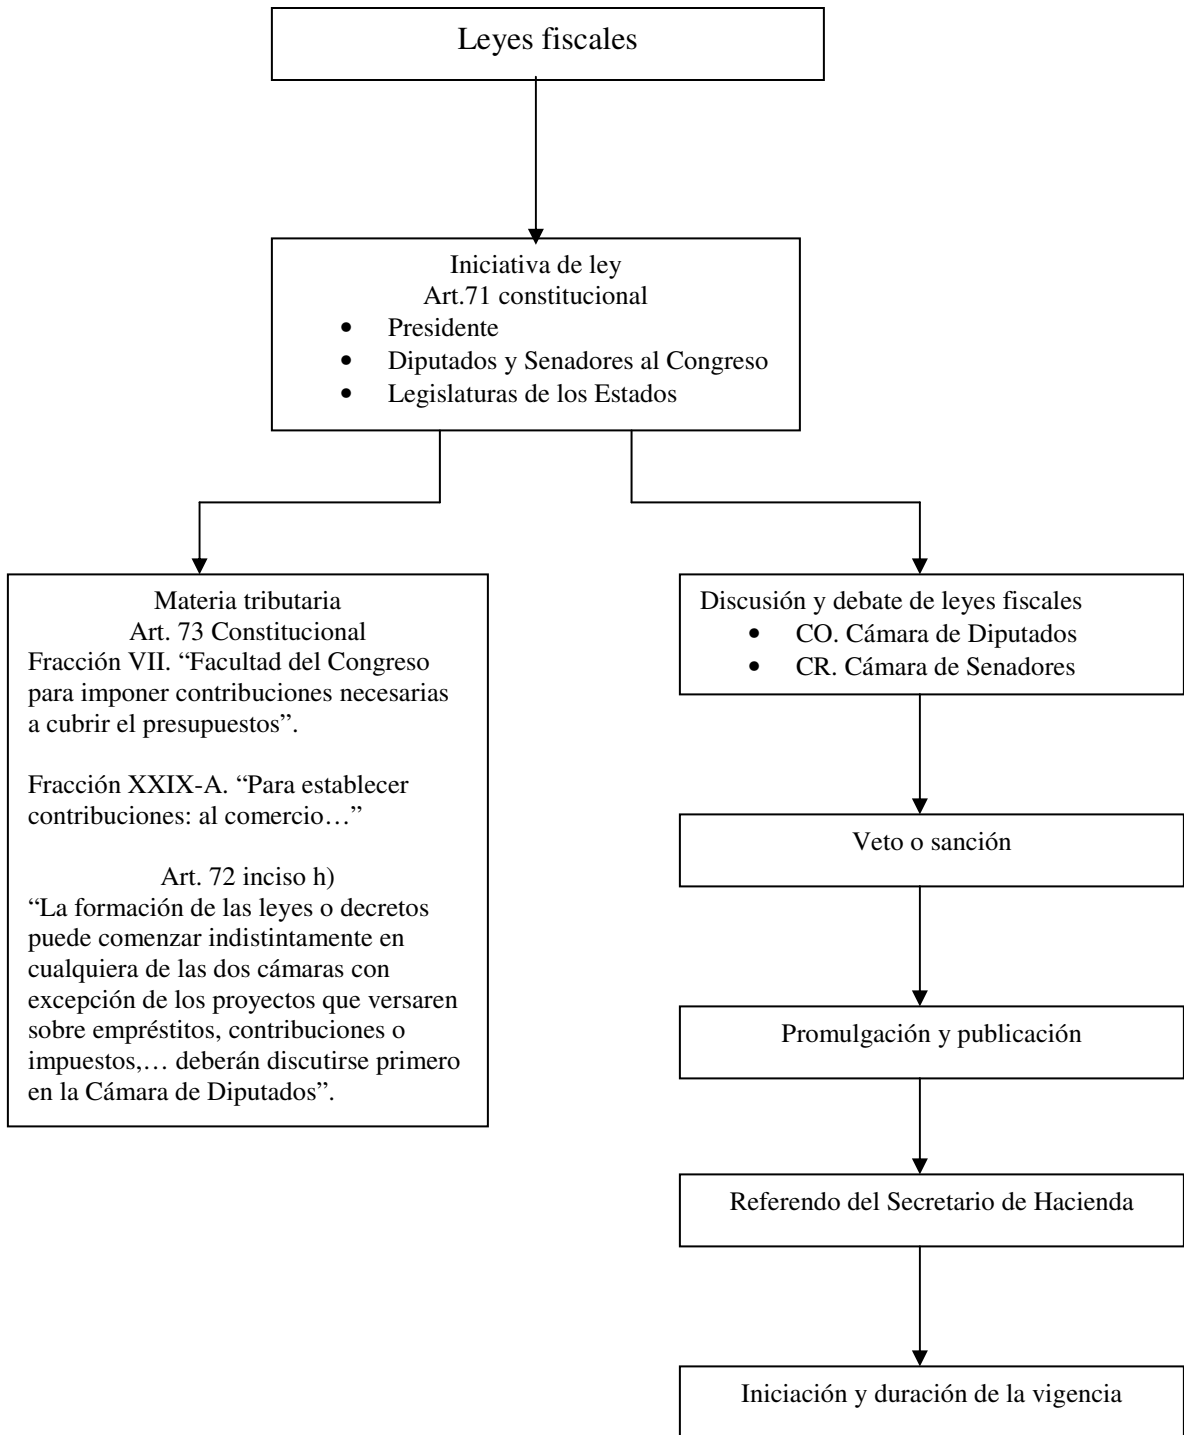 Leyes fiscales
Iniciativa de ley
Art.71 constitucional
• Presidente
• Diputados y Senadores al Congreso
• Legislaturas de los Estados
Materia tributaria
Art. 73 Constitucional
Fracción VII. “Facultad del Congreso
para imponer contribuciones necesarias
a cubrir el presupuestos”.
Fracción XXIX-A. “Para establecer
contribuciones: al comercio…”
Art. 72 inciso h)
“La formación de las leyes o decretos
puede comenzar indistintamente en
cualquiera de las dos cámaras con
excepción de los proyectos que versaren
sobre empréstitos, contribuciones o
impuestos,… deberán discutirse primero
en la Cámara de Diputados”.
Discusión y debate de leyes fiscales
• CO. Cámara de Diputados
• CR. Cámara de Senadores
Veto o sanción
Promulgación y publicación
Referendo del Secretario de Hacienda
Iniciación y duración de la vigencia